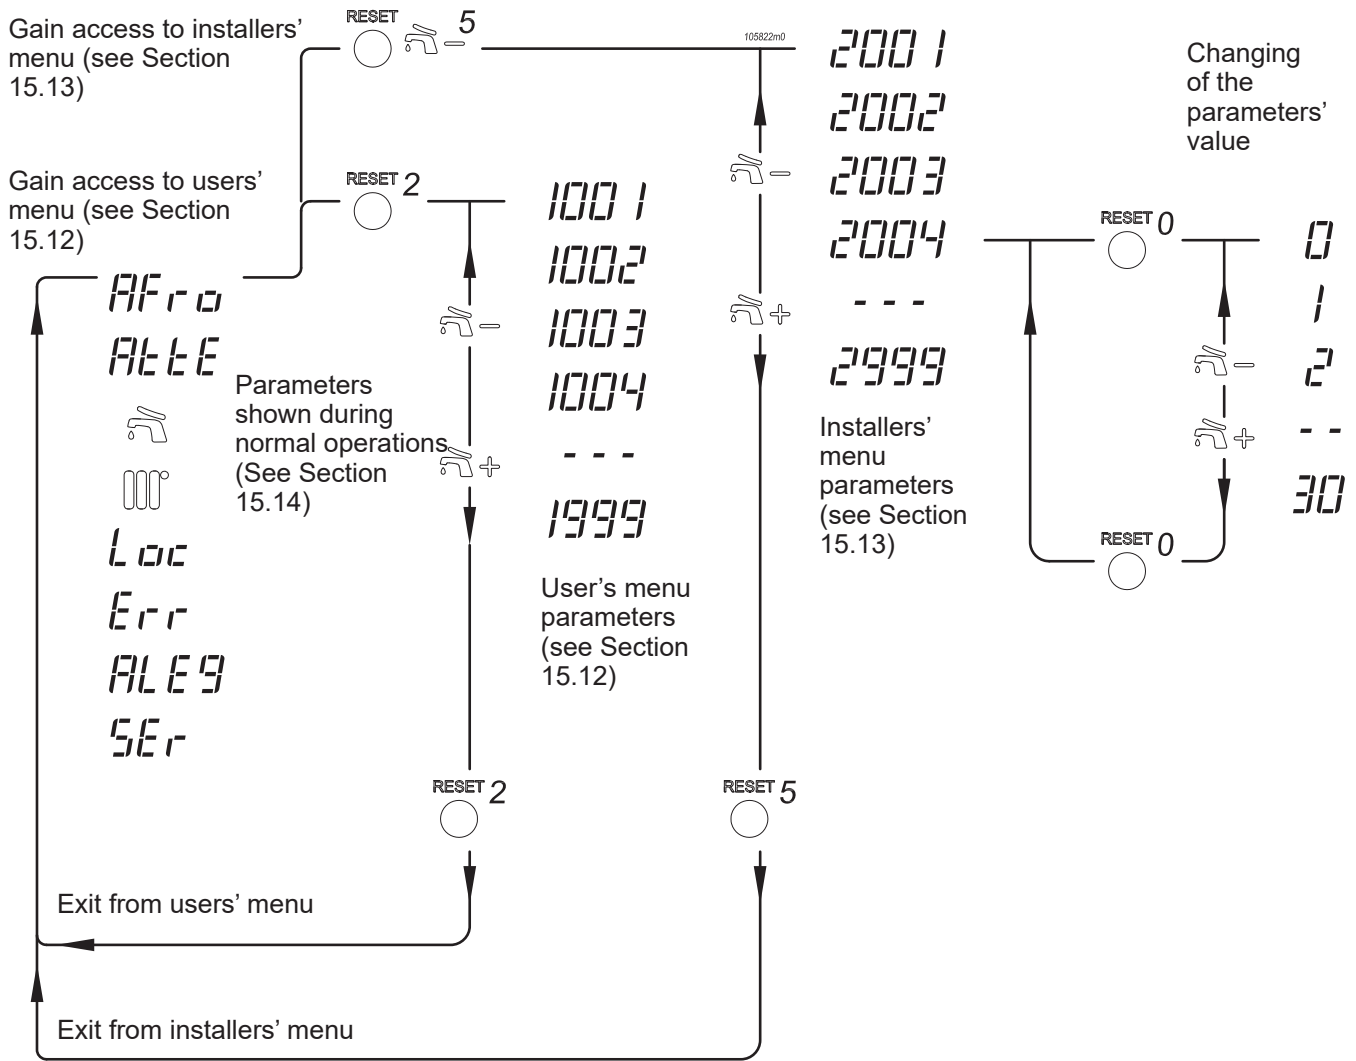 Gain access to installers'
menu (see Section
15.13)
RESET 5
−
105822m0
2001
2002
2003
2004
- - -
2999
Installers'
menu
parameters
(see Section
15.13)
−
+
Changing
of the
parameters'
value
RESET 0
0
1
2
- -
30
−
+
RESET 0
Gain access to users'
menu (see Section
15.12)
RESET 2
AFro
AttE
Loc
Err
ALE9
SEr
Parameters
shown during
normal operations
(See Section
15.14)
−
+
1001
1002
1003
1004
- - -
1999
User's menu
parameters
(see Section
15.12)
RESET 2
RESET 5
Exit from users' menu
Exit from installers' menu